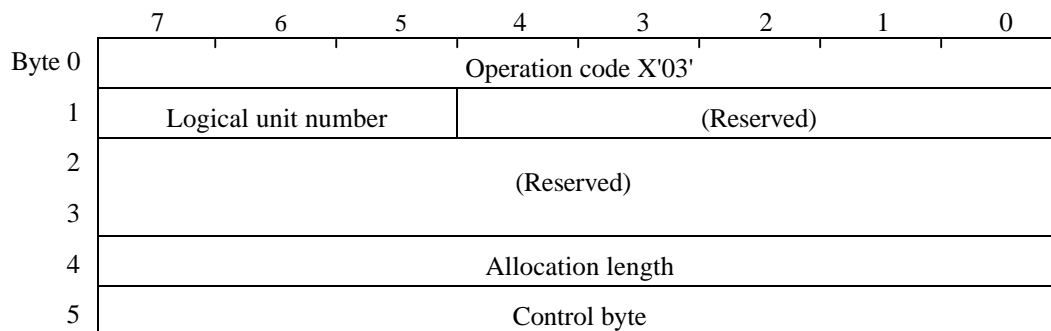 7 6 5 4 3 2 1 0
Byte 0 Operation code X'03'
1 Logical unit number (Reserved)
2
(Reserved)
3
4 Allocation length
5 Control byte